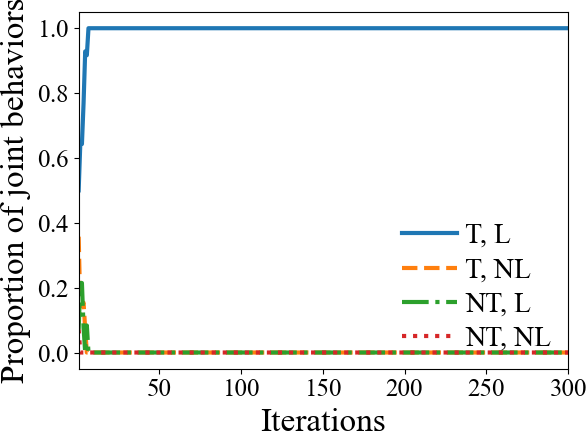 Proportion of joint behaviors
1.0
0.8
0.6
0.4
0.2
0.0
T, L
T, NL
NT, L
NT, NL
50
100
150
200
250
300
Iterations